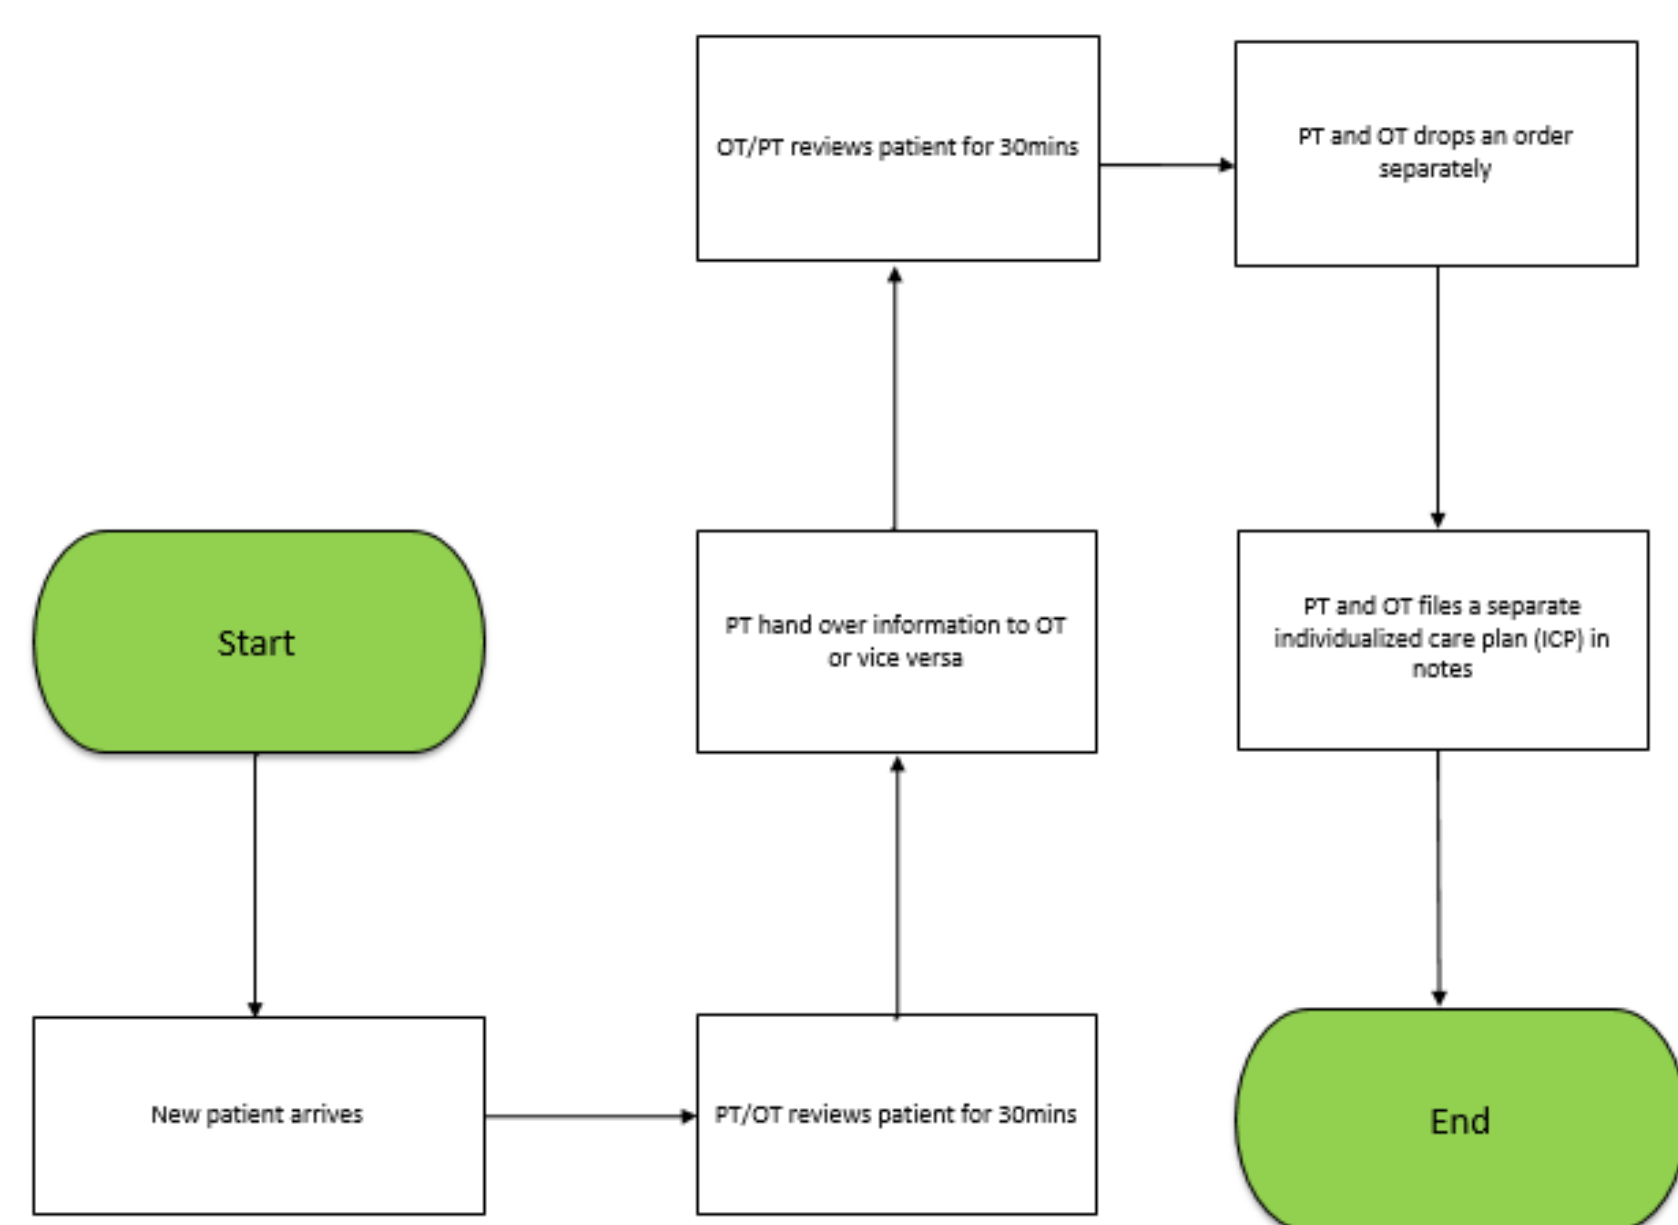 Start
New patient arrives
PT/OT reviews patient for 30mins
PT hand over information to OT
or vice versa
OT/PT reviews patient for 30mins
PT and OT drops an order
separately
PT and OT files a separate
individualized care plan (ICP) in
notes
End